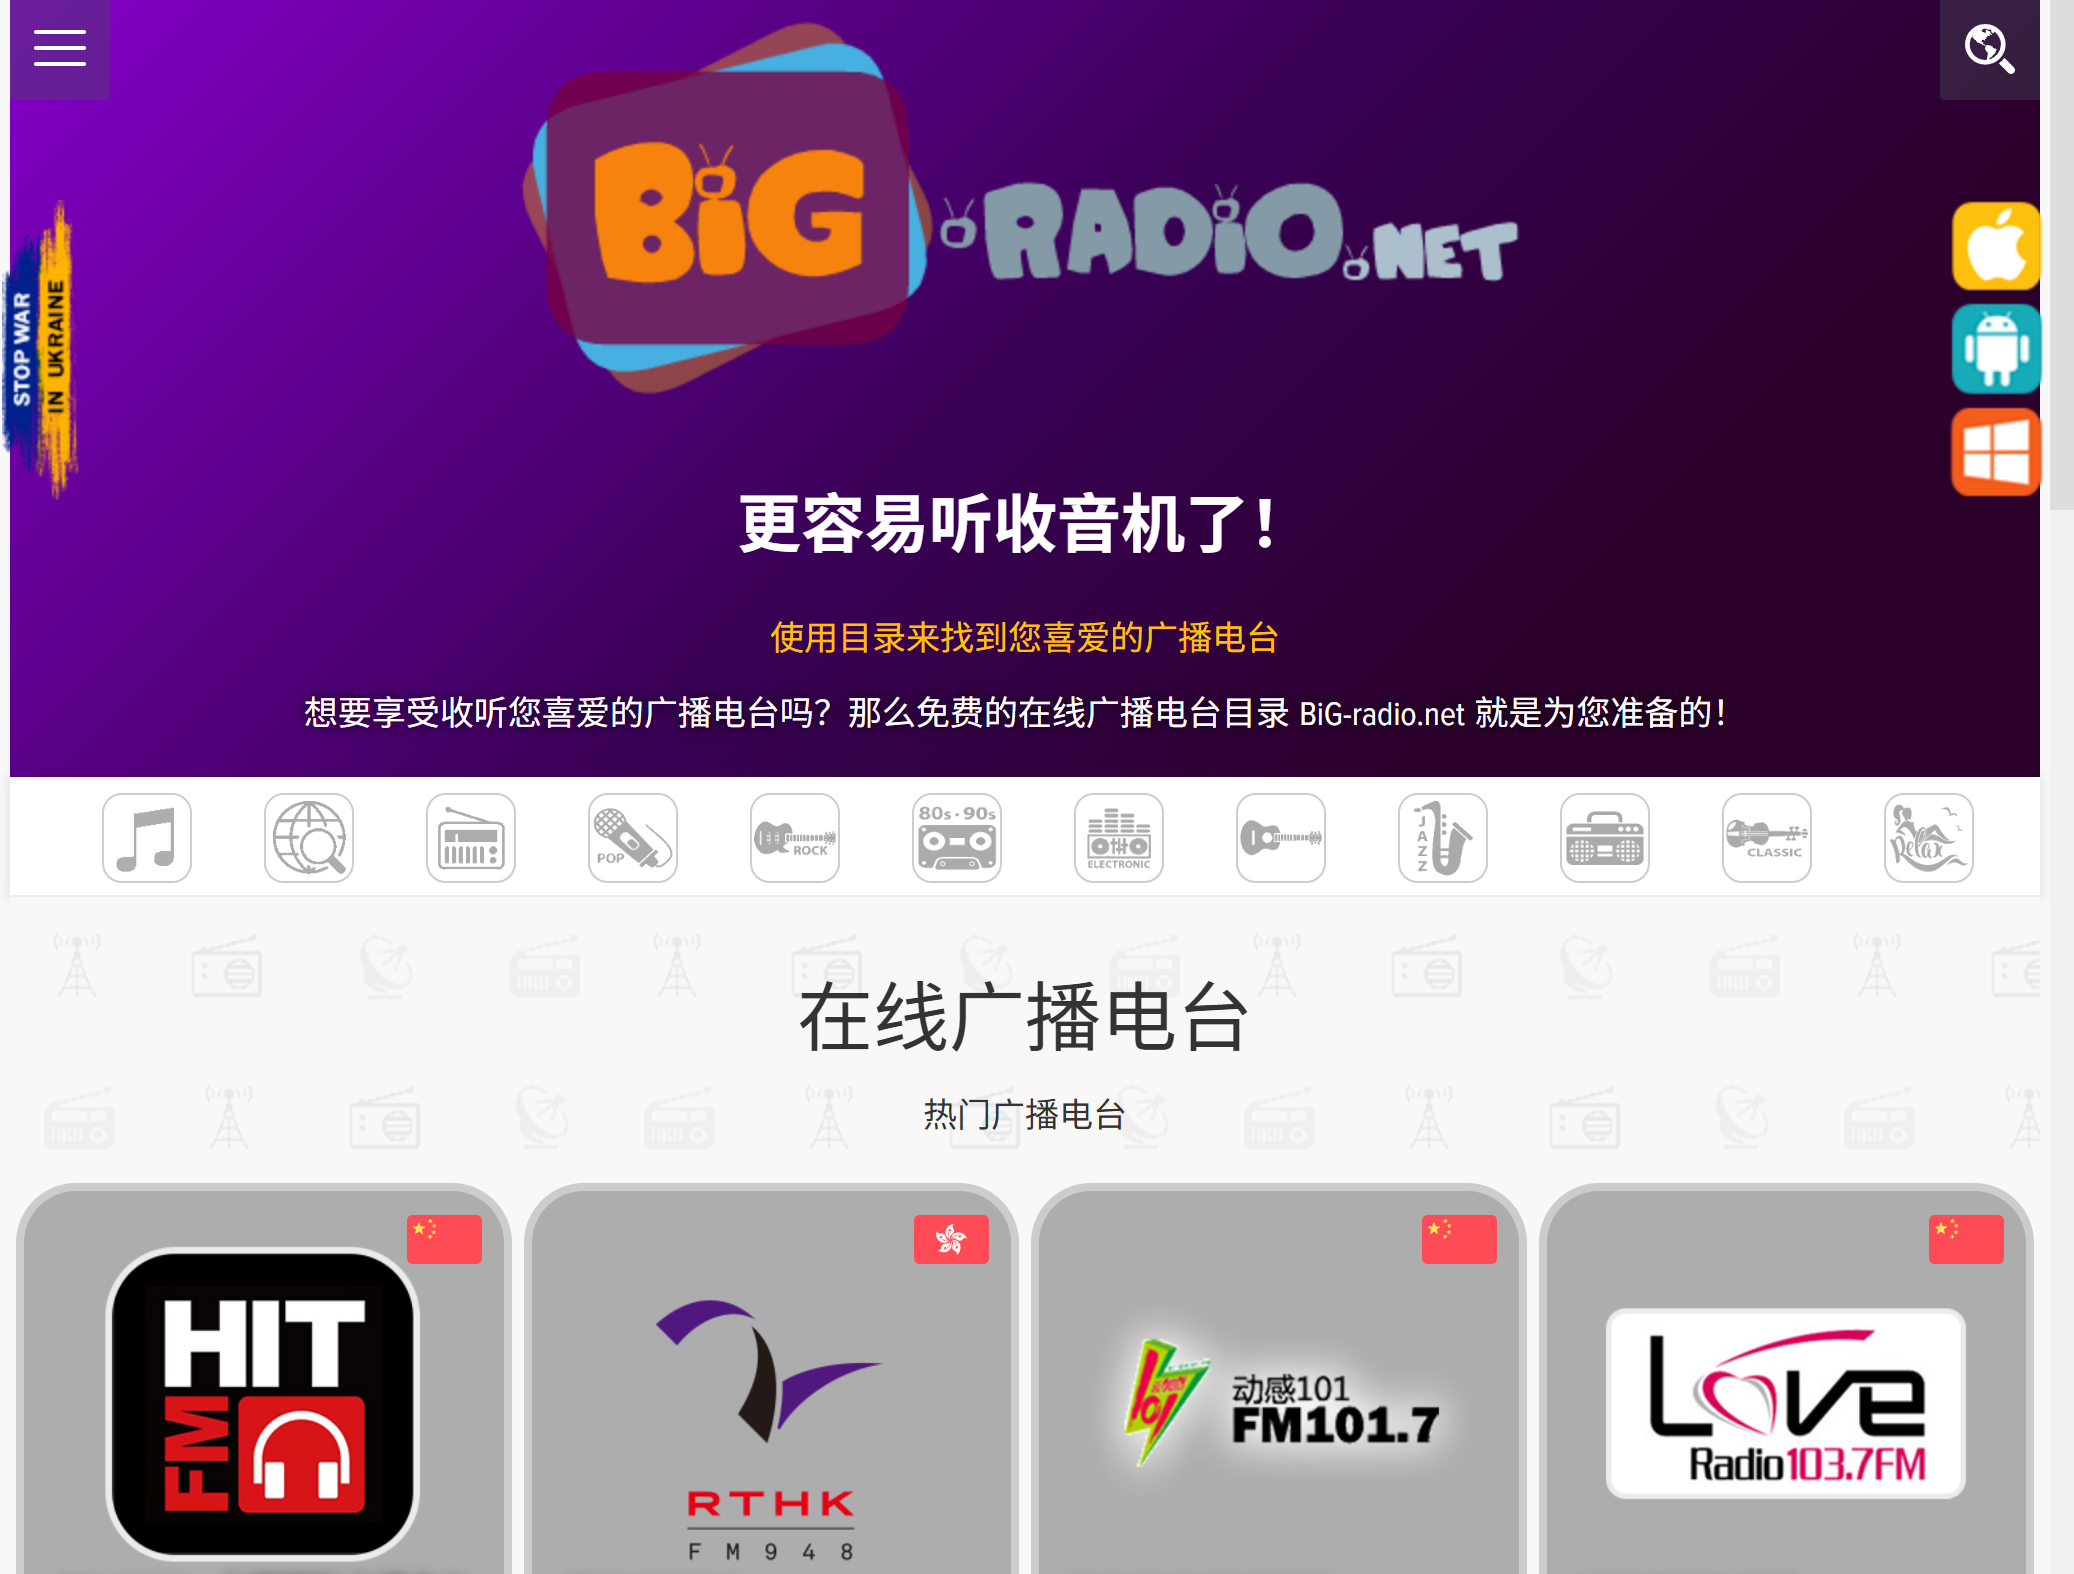 BiG RADiO.NET
STOP WAR
IN UKRAINE
更容易听收音机了！
使用目录来找到您喜爱的广播电台
想要享受收听您喜爱的广播电台吗？那么免费的在线广播电台目录 BiG-radio.net 就是为您准备的！
POP
ROCK
80s·90s
ELECTRONIC
JAZZ
CLASSIC
Relax
在线广播电台
热门广播电台
HIT
FM
RTHK
FM948
101
动感101
FM101.7
Love
Radio103.7FM